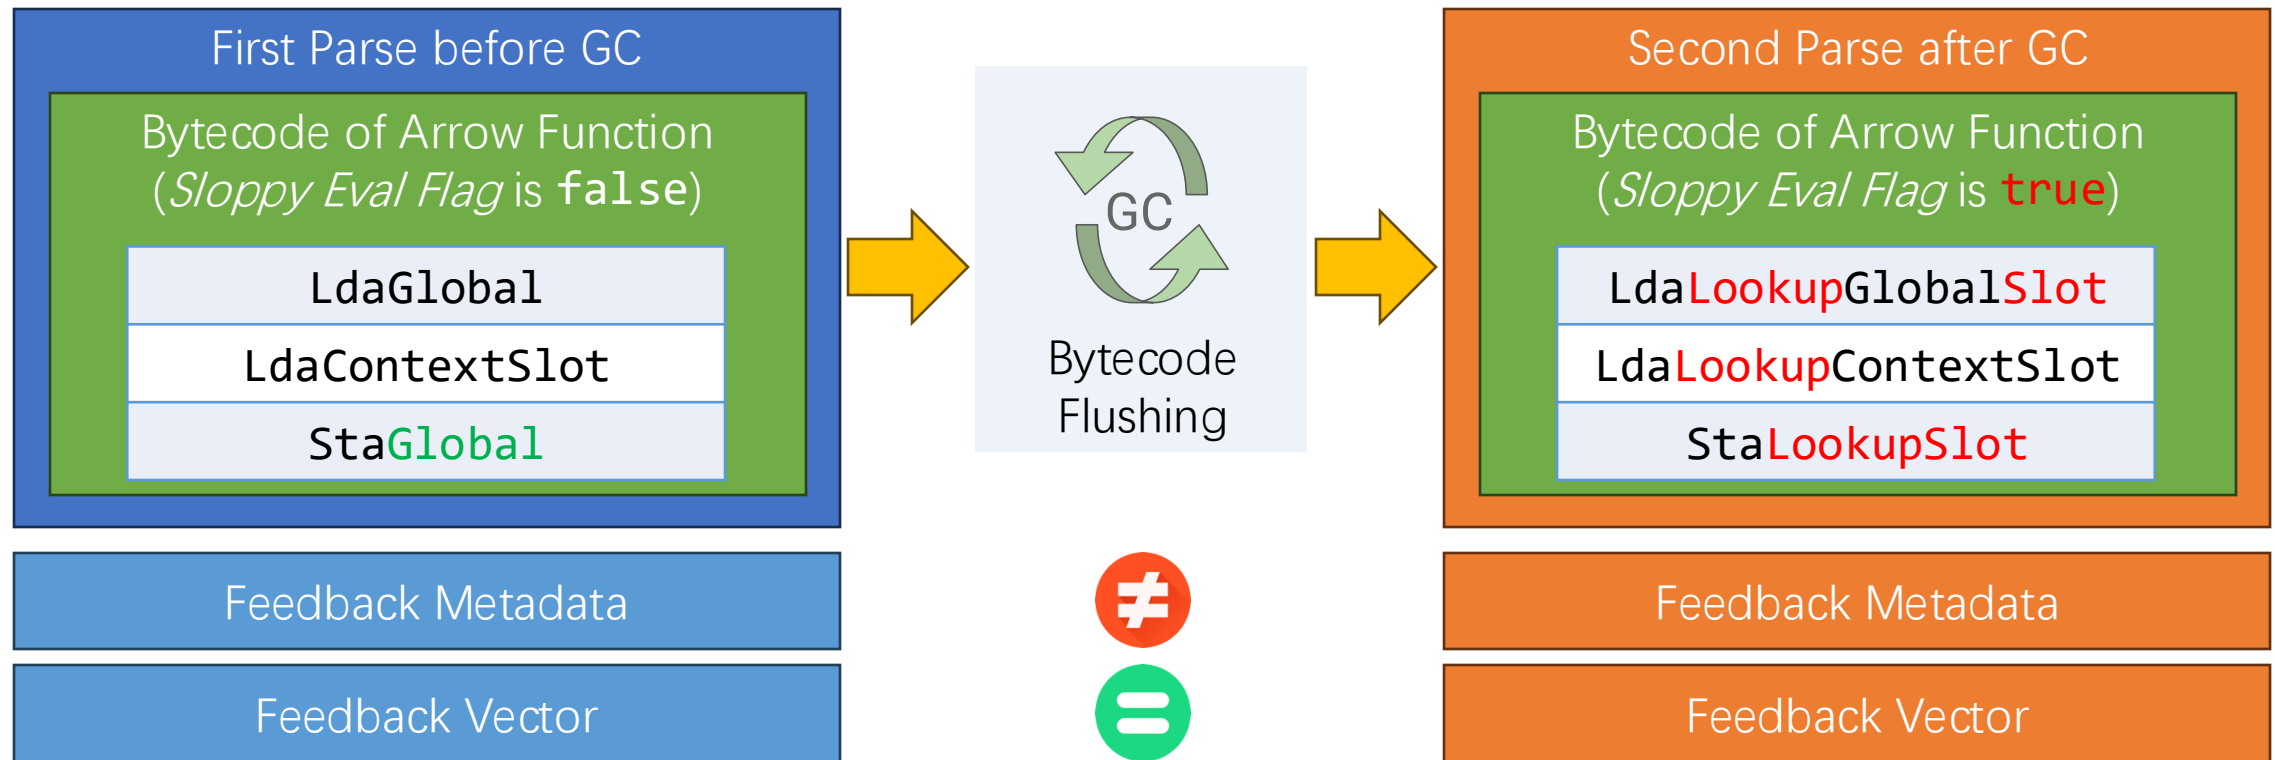 First Parse before GC
Bytecode of Arrow Function
(Sloppy Eval Flag is false)
LdaGlobal
LdaContextSlot
StaGlobal
GC
Bytecode
Flushing
Second Parse after GC
Bytecode of Arrow Function
(Sloppy Eval Flag is true)
LdaLookupGlobalSlot
LdaLookupContextSlot
StaLookupSlot
Feedback Metadata
≠
Feedback Metadata
Feedback Vector
=
Feedback Vector